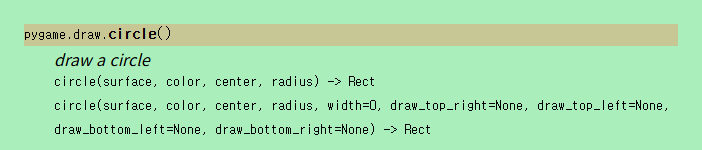 pygame.draw.circle()
draw a circle
circle(surface, color, center, radius) -> Rect
circle(surface, color, center, radius, width=0, draw_top_right=None, draw_top_left=None,
draw_bottom_left=None, draw_bottom_right=None) -> Rect